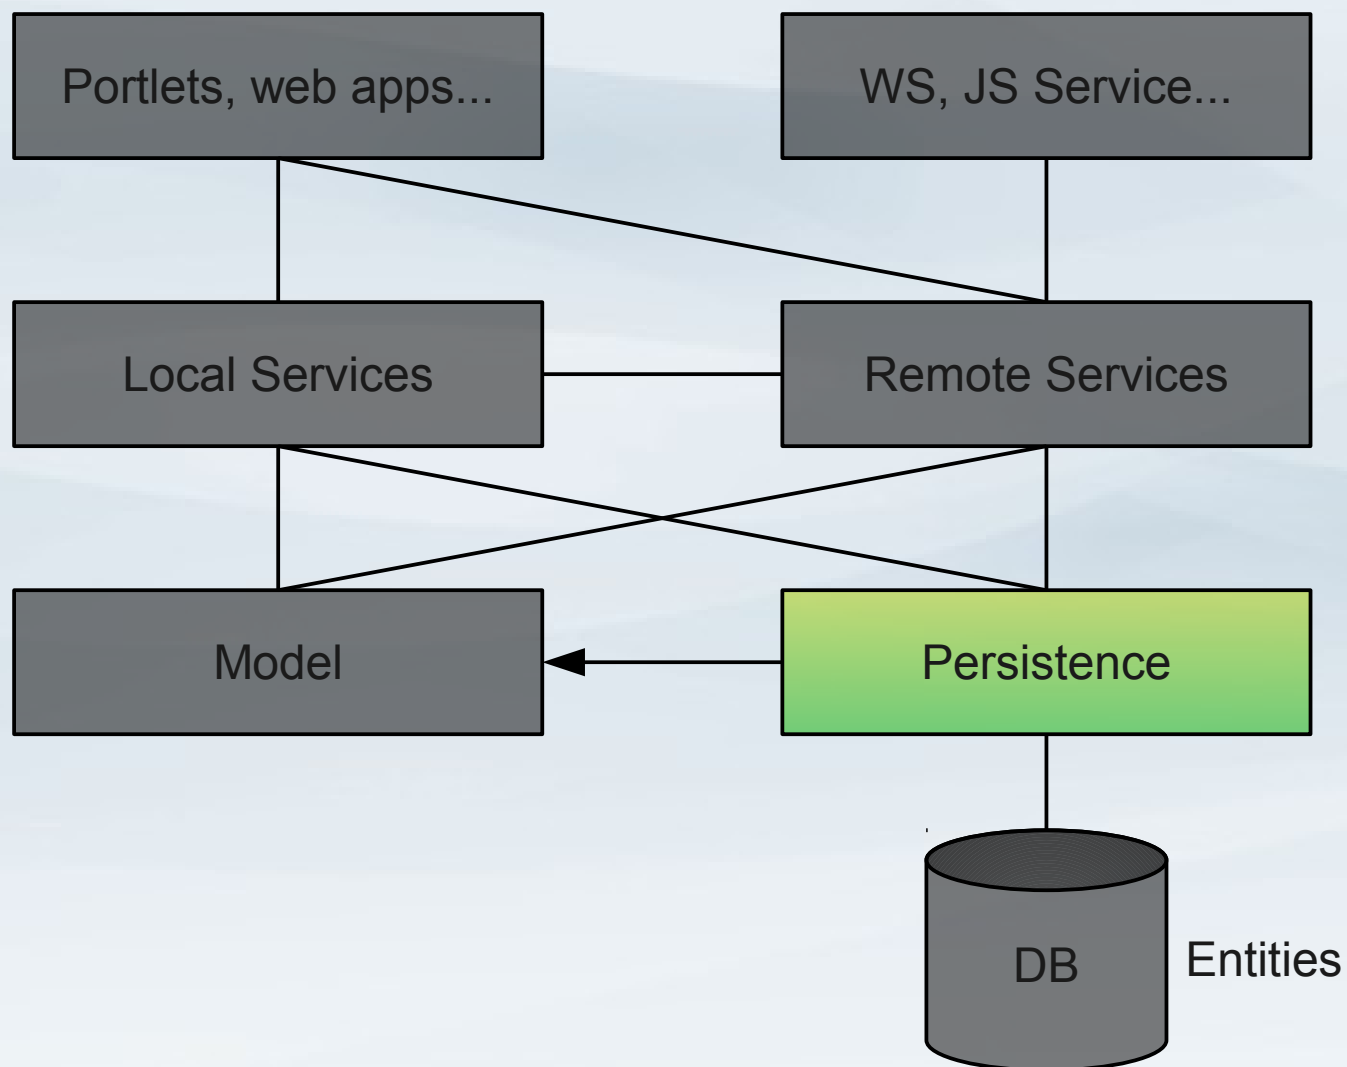 Portlets, web apps...
WS, JS Service...
Local Services
Remote Services
Model
Persistence
DB
Entities